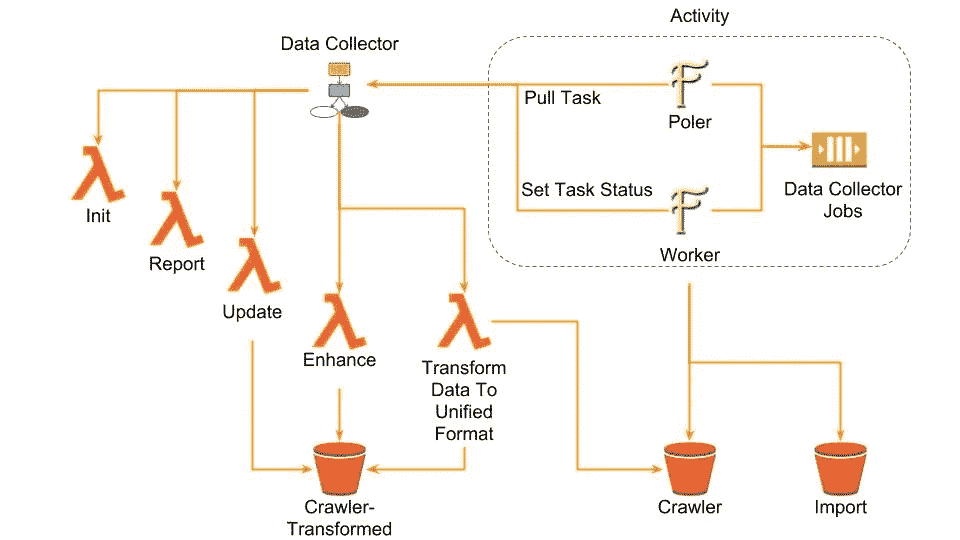 Activity
Data Collector
Pull Task
Poler
Set Task Status
Data Collector
Jobs
Worker
Init
Report
Update
Enhance
Transform
Data To
Unified
Format
Crawler-
Transformed
Crawler
Import